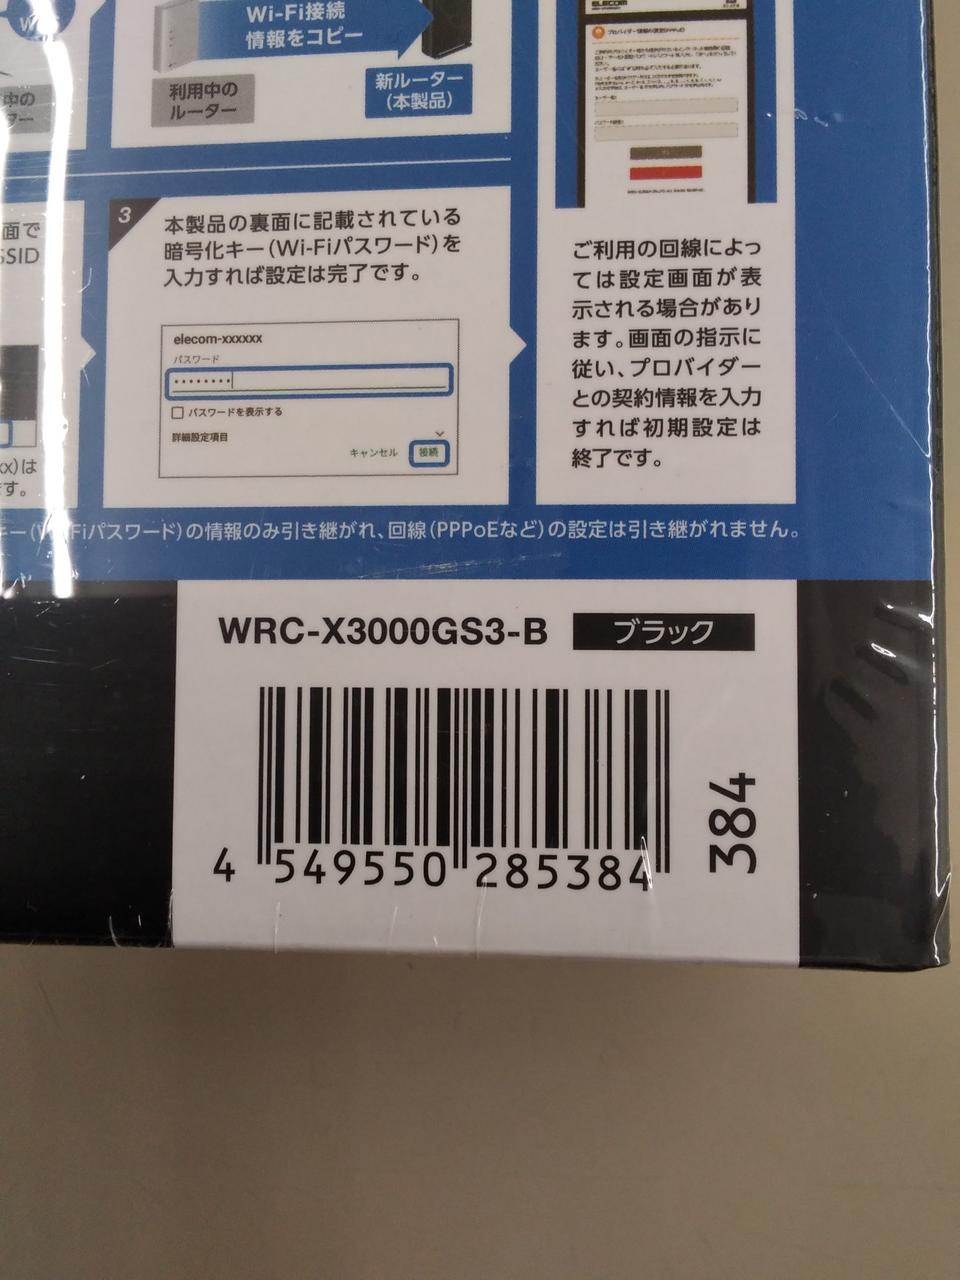 Wi-Fi接続
情報をコピー
利用中の
ルーター
新ルーター
(本製品)
中の
ター
ELECOM
3
本製品の裏面に記載されている
暗号化キー(Wi-Fiパスワード)を
入力すれば設定は完了です。
面で
SSID
elecom-xxxxxx
パスワード
••••••••
パスワードを表示する
詳細設定項目
キャンセル
接続
xx)は
ます。
ご利用の回線によっ
ては設定画面が表
示される場合があり
ます。画面の指示に
従い、プロバイダー
との契約情報を入力
すれば初期設定は
終了です。
キー(Wi-Fiパスワード)の情報のみ引き継がれ、回線(PPPoEなど)の設定は引き継がれません。
WRC-X3000GS3-B
ブラック
4 549550 285384
384